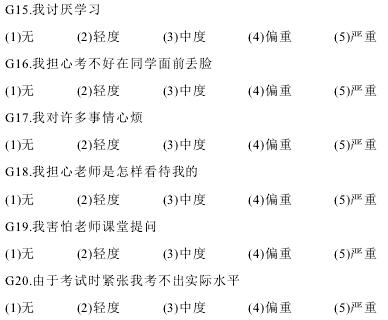 G15.我讨厌学习
(1)无 (2)轻度 (3)中度 (4)偏重 (5)严重
G16.我担心考不好在同学面前丢脸
(1)无 (2)轻度 (3)中度 (4)偏重 (5)严重
G17.我对许多事情心烦
(1)无 (2)轻度 (3)中度 (4)偏重 (5)严重
G18.我担心老师是怎样看待我的
(1)无 (2)轻度 (3)中度 (4)偏重 (5)严重
G19.我害怕老师课堂提问
(1)无 (2)轻度 (3)中度 (4)偏重 (5)严重
G20.由于考试时紧张我考不出实际水平
(1)无 (2)轻度 (3)中度 (4)偏重 (5)严重